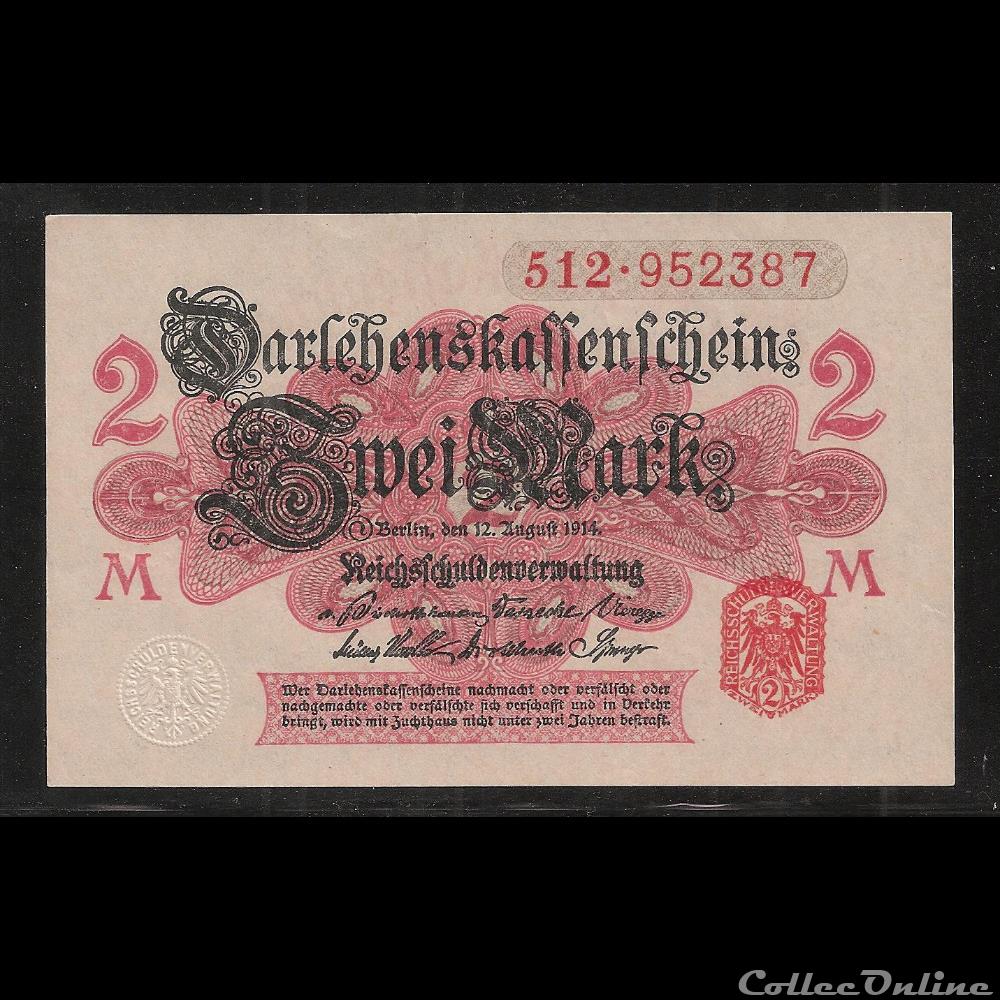 512·952387
Darlehenskassenschein
2 2
Zwei Mark
Berlin, den 12. August 1914.
Reichsschuldenverwaltung
M M
REICHSSCHULDENVERWALTUNG
REICHSSCHULDENVERWALTUNG
2
ZWEI MARK
Wer Darlehenskassenscheine nachmacht oder verfälscht oder
nachgemachte oder verfälschte sich verschafft und in Verkehr
bringt, wird mit Zuchthaus nicht unter zwei Jahren bestraft.
CollecOnline